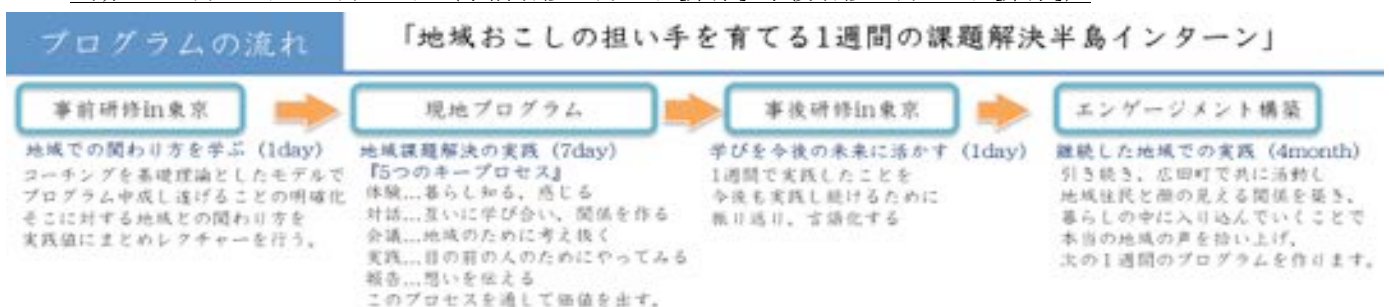 プログラムの流れ
「地域おこしの担い手を育てる1週間の課題解決半島インターン」
事前研修in東京
地域での関わり方を学ぶ (1day)
コーチングを基礎理論としたモデルで
プログラム中成し遂げることの明確化
そこに対する地域との関わり方を
実践値にまとめレクチャーを行う。
現地プログラム
地域課題解決の実践 (7day)
『5つのキープロセス』
体験…暮らし知る、感じる
対話…互いに学び合い、関係を作る
会議…地域のために考え抜く
実践…目の前の人のためにやってみる
報告…想いを伝える
このプロセスを通して価値を出す。
事後研修in東京
学びを今後の未来に活かす (1day)
1週間で実践したことを
今後も実践し続けるために
振り返り、言語化する
エンゲージメント構築
継続した地域での実践 (4month)
引き続き、広田町で共に活動し
地域住民と顔の見える関係を築き、
暮らしの中に入り込んでいくことで
本当の地域の声を拾い上げ、
次の1週間のプログラムを作ります。